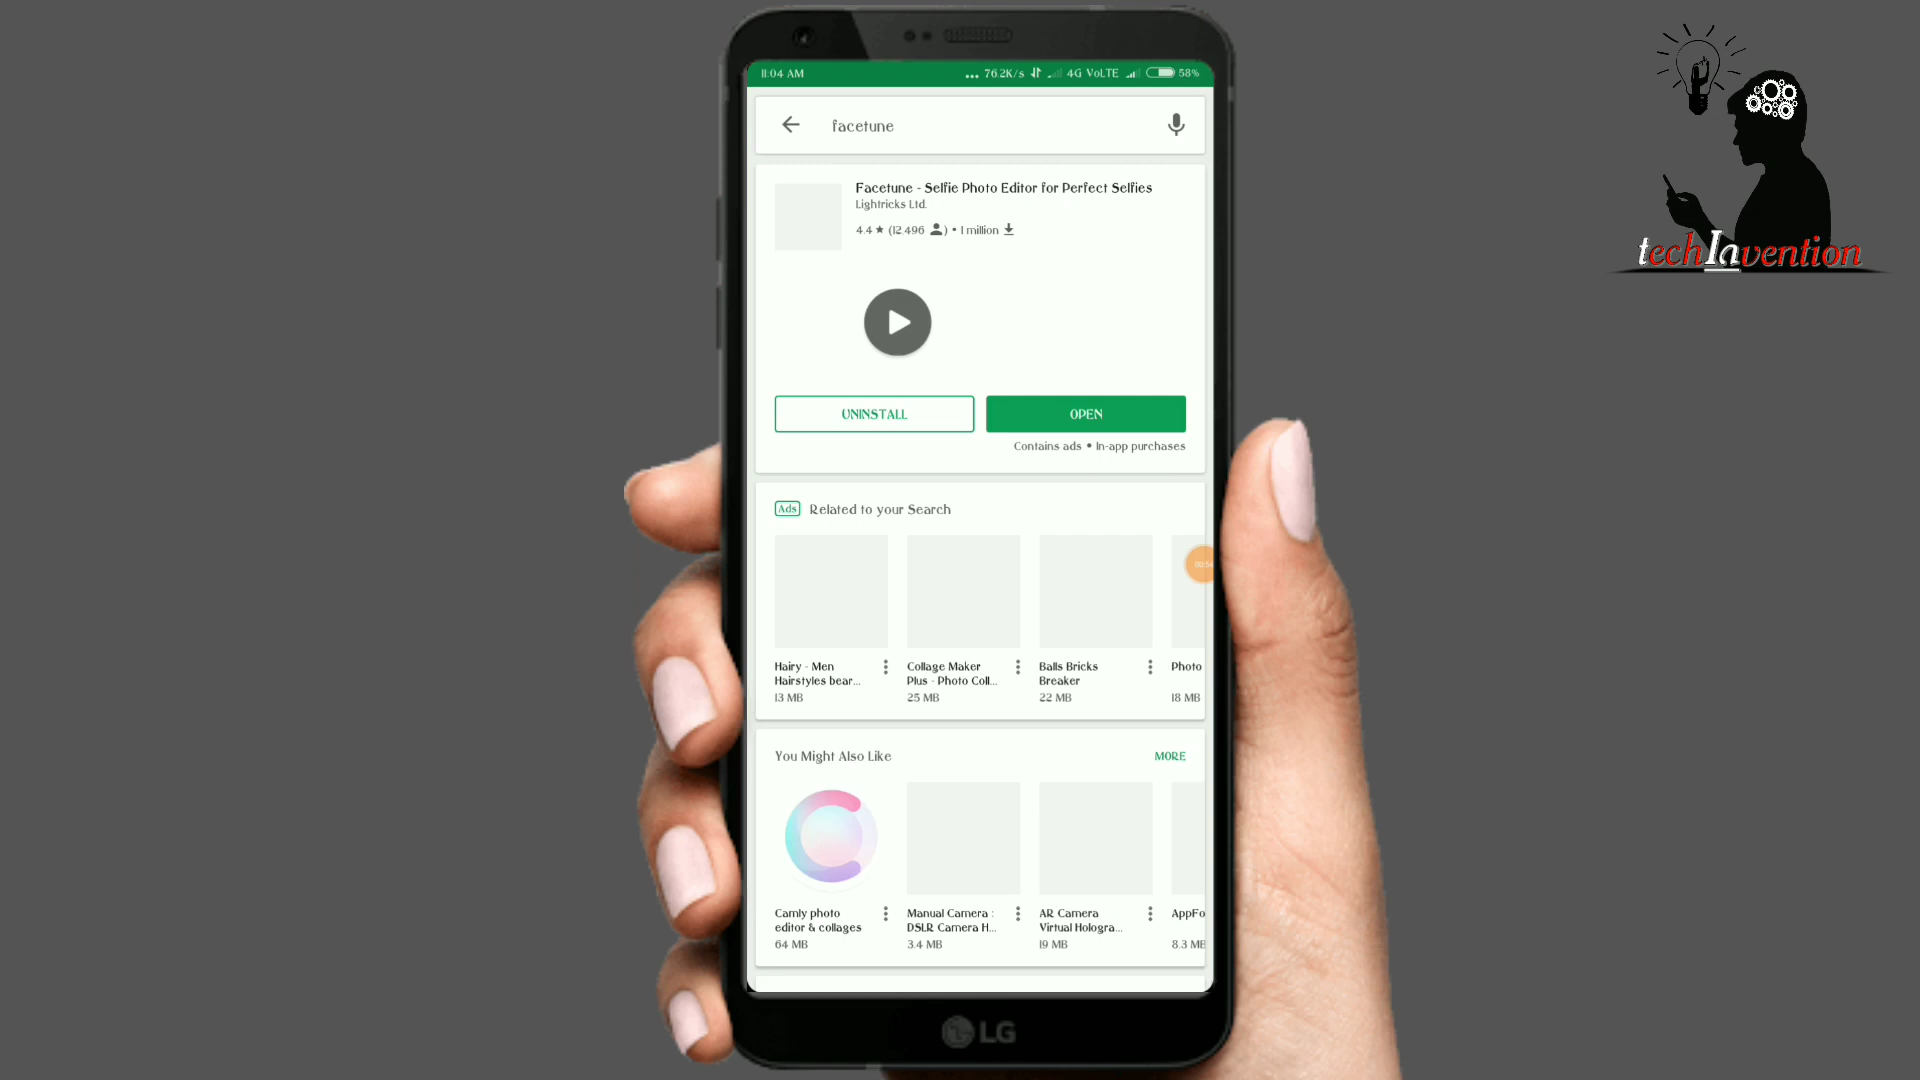 11:04 AM
... 76.2K/s 4G VoLTE 58%
facetune
Facetune - Selfie Photo Editor for Perfect Selfies
Lightricks Ltd.
4.4 ★ (12,496) • 1 million
UNINSTALL
OPEN
Contains ads • In-app purchases
Ads Related to your Search
Hairy - Men
Hairstyles bear...
13 MB
Collage Maker
Plus - Photo Coll...
25 MB
Balls Bricks
Breaker
22 MB
Photo
18 MB
You Might Also Like
MORE
Camly photo
editor & collages
64 MB
Manual Camera :
DSLR Camera H...
3.4 MB
AR Camera
Virtual Hologra...
19 MB
AppFo
8.3 MB
LG
techInvention